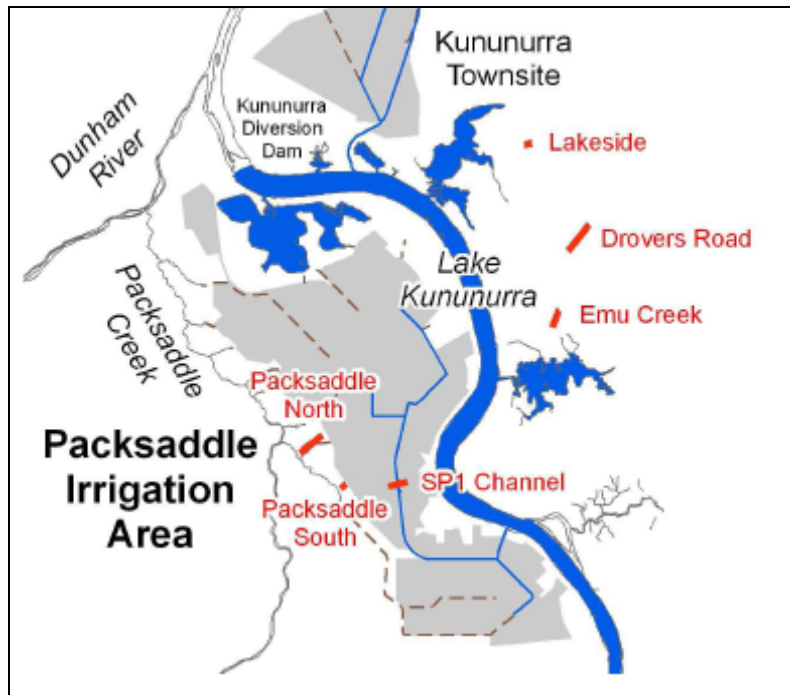 Kununurra
Townsite
Kununurra
Diversion
Dam
Lakeside
Dunham
River
Drovers Road
Lake
Kununurra
Packsaddle
Creek
Emu Creek
Packsaddle
North
Packsaddle
Irrigation
Area
SP1 Channel
Packsaddle
South